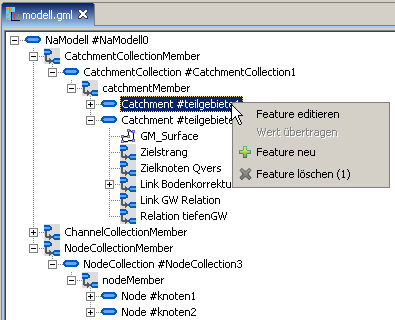 modell.gml
NaModell #NaModell0
CatchmentCollectionMember
CatchmentCollection #CatchmentCollection1
catchmentMember
Catchment #teilgebiete
Catchment #teilgebiete
GM_Surface
Zielstrang
Zielknoten Qvers
Link Bodenkorrektu
Link GW Relation
Relation tiefenGW
ChannelCollectionMember
NodeCollectionMember
NodeCollection #NodeCollection3
nodeMember
Node #knoten1
Node #knoten2
Feature editieren
Wert übertragen
Feature neu
Feature löschen (1)